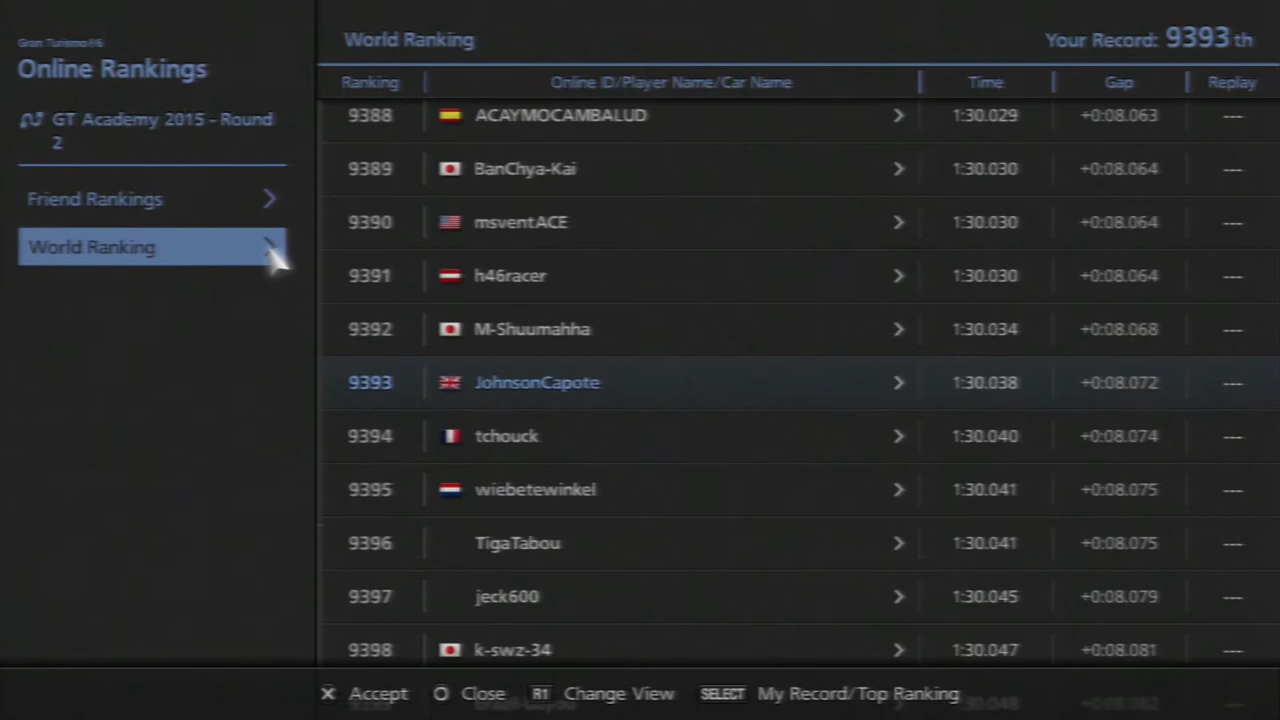 Gran Turismo®6
Online Rankings
GT Academy 2015 - Round
2
Friend Rankings
World Ranking
World Ranking
Your Record: 9393 th
Ranking Online ID/Player Name/Car Name Time Gap Replay
9388 ACAYMOCAMBALUD 1:30.029 +0:08.063 ---
9389 BanChya-Kai 1:30.030 +0:08.064 ---
9390 msventACE 1:30.030 +0:08.064 ---
9391 h46racer 1:30.030 +0:08.064 ---
9392 M-Shuumahha 1:30.034 +0:08.068 ---
9393 JohnsonCapote 1:30.038 +0:08.072 ---
9394 tchouck 1:30.040 +0:08.074 ---
9395 wiebetewinkel 1:30.041 +0:08.075 ---
9396 TigaTabou 1:30.041 +0:08.075 ---
9397 jeck600 1:30.045 +0:08.079 ---
9398 k-swz-34 1:30.047 +0:08.081 ---
X Accept O Close R1 Change View SELECT My Record/Top Ranking